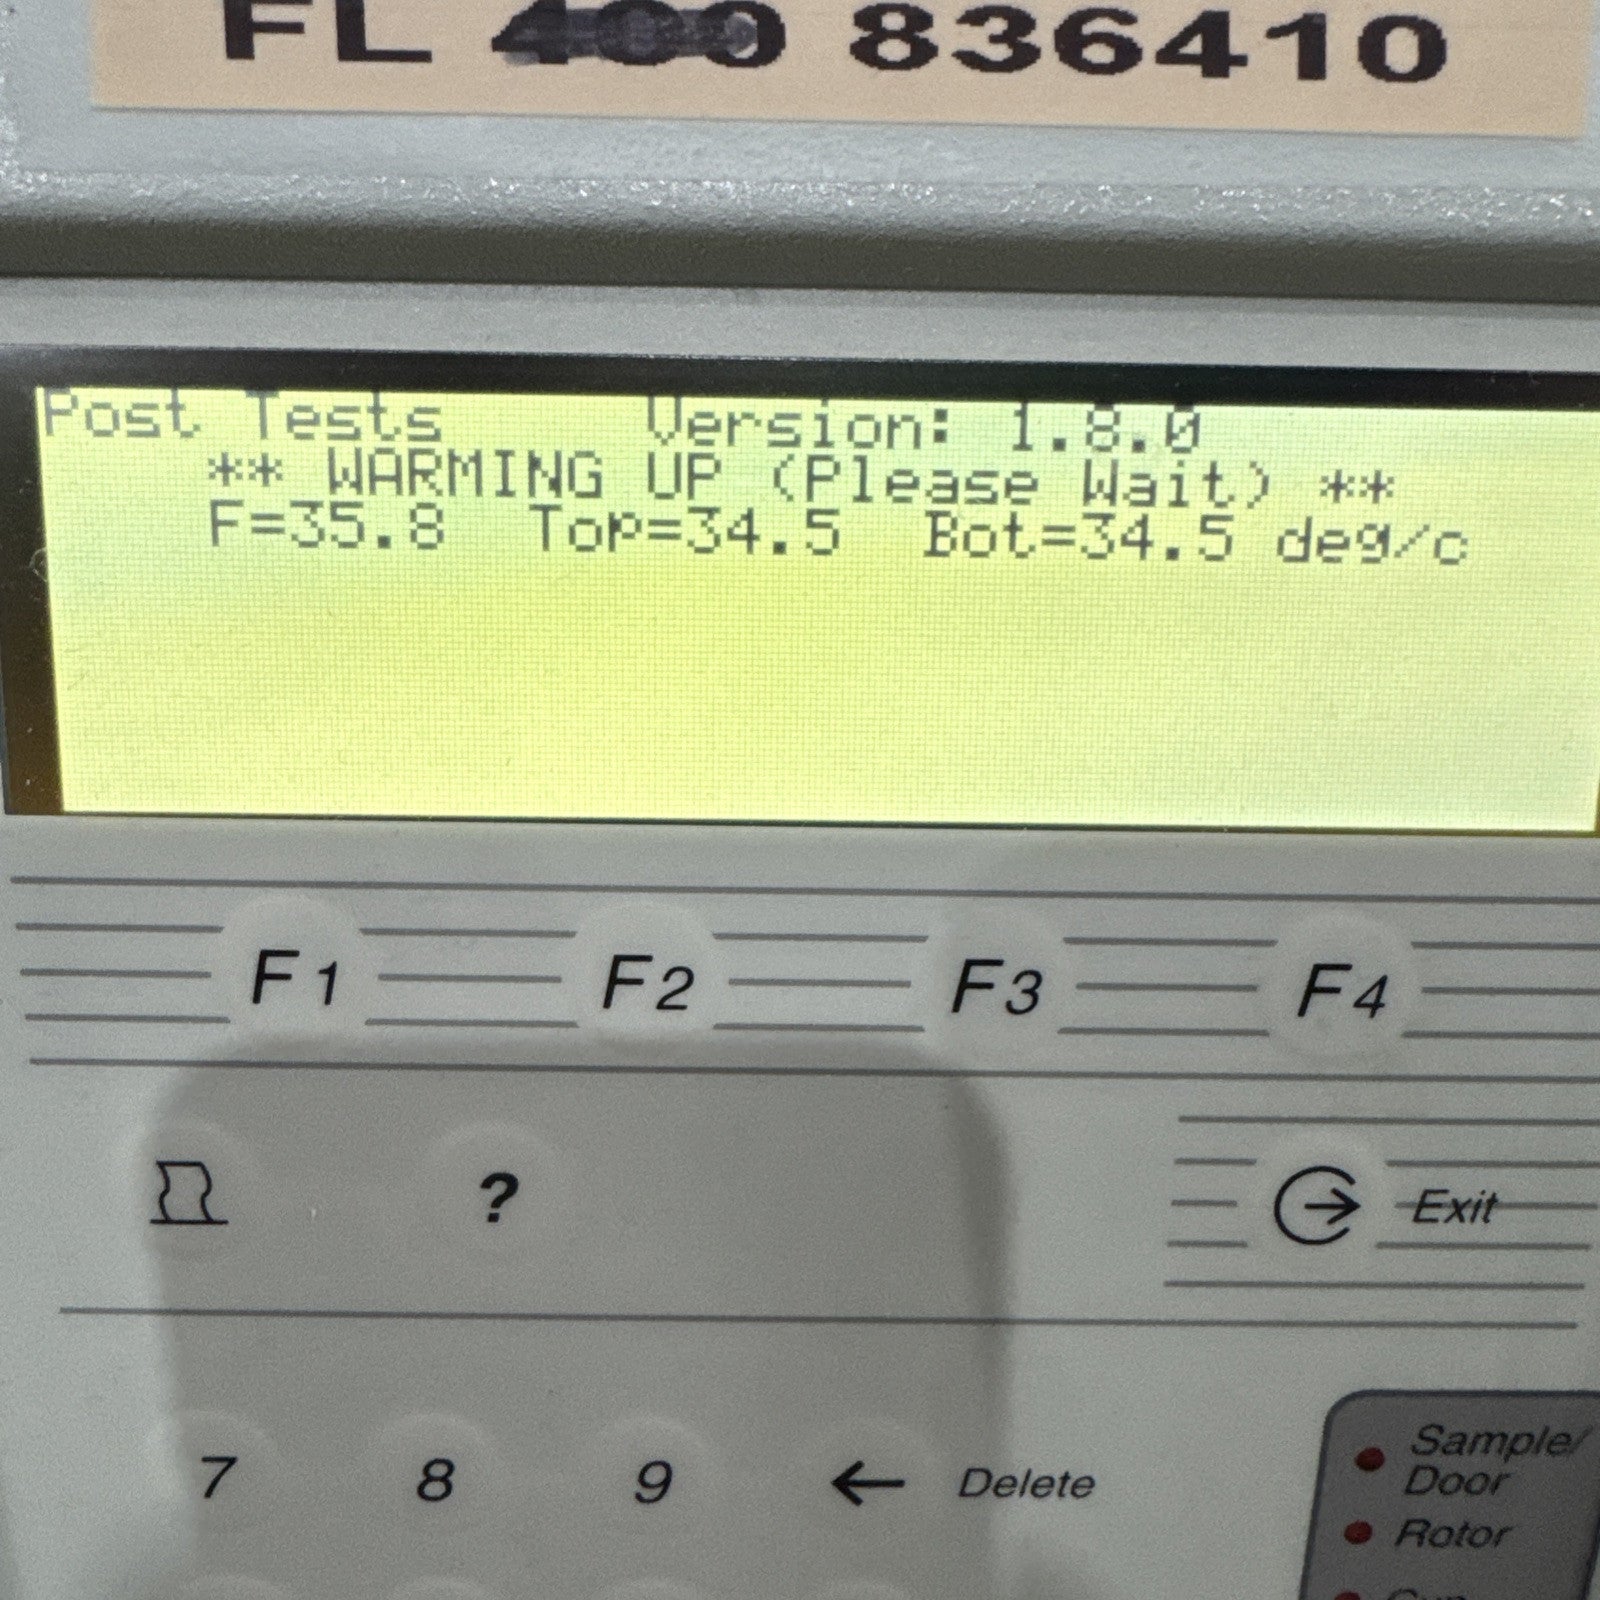 FL 836410
Post Tests Version: 1.8.0
** WARMING UP (Please Wait) **
F=35.8 Top=34.5 Bot=34.5 deg/c
F1 F2 F3 F4
? Exit
7 8 9 ← Delete
Sample/
Door
Rotor